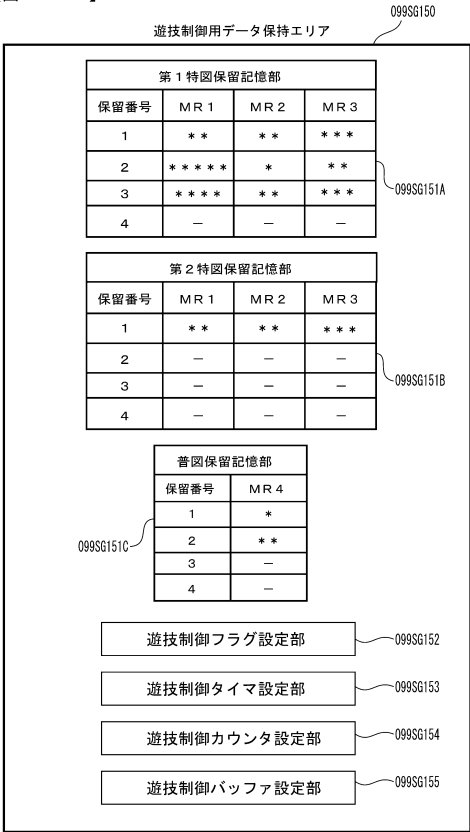 099SG150
遊技制御用データ保持エリア
第1特図保留記憶部
保留番号 MR1 MR2 MR3
1 ** ** ***
2 ***** * **
3 **** ** ***
4 － － －
099SG151A
第2特図保留記憶部
保留番号 MR1 MR2 MR3
1 ** ** ***
2 － － －
3 － － －
4 － － －
099SG151B
普図保留記憶部
保留番号 MR4
1 *
2 **
3 －
4 －
099SG151C
遊技制御フラグ設定部 099SG152
遊技制御タイマ設定部 099SG153
遊技制御カウンタ設定部 099SG154
遊技制御バッファ設定部 099SG155